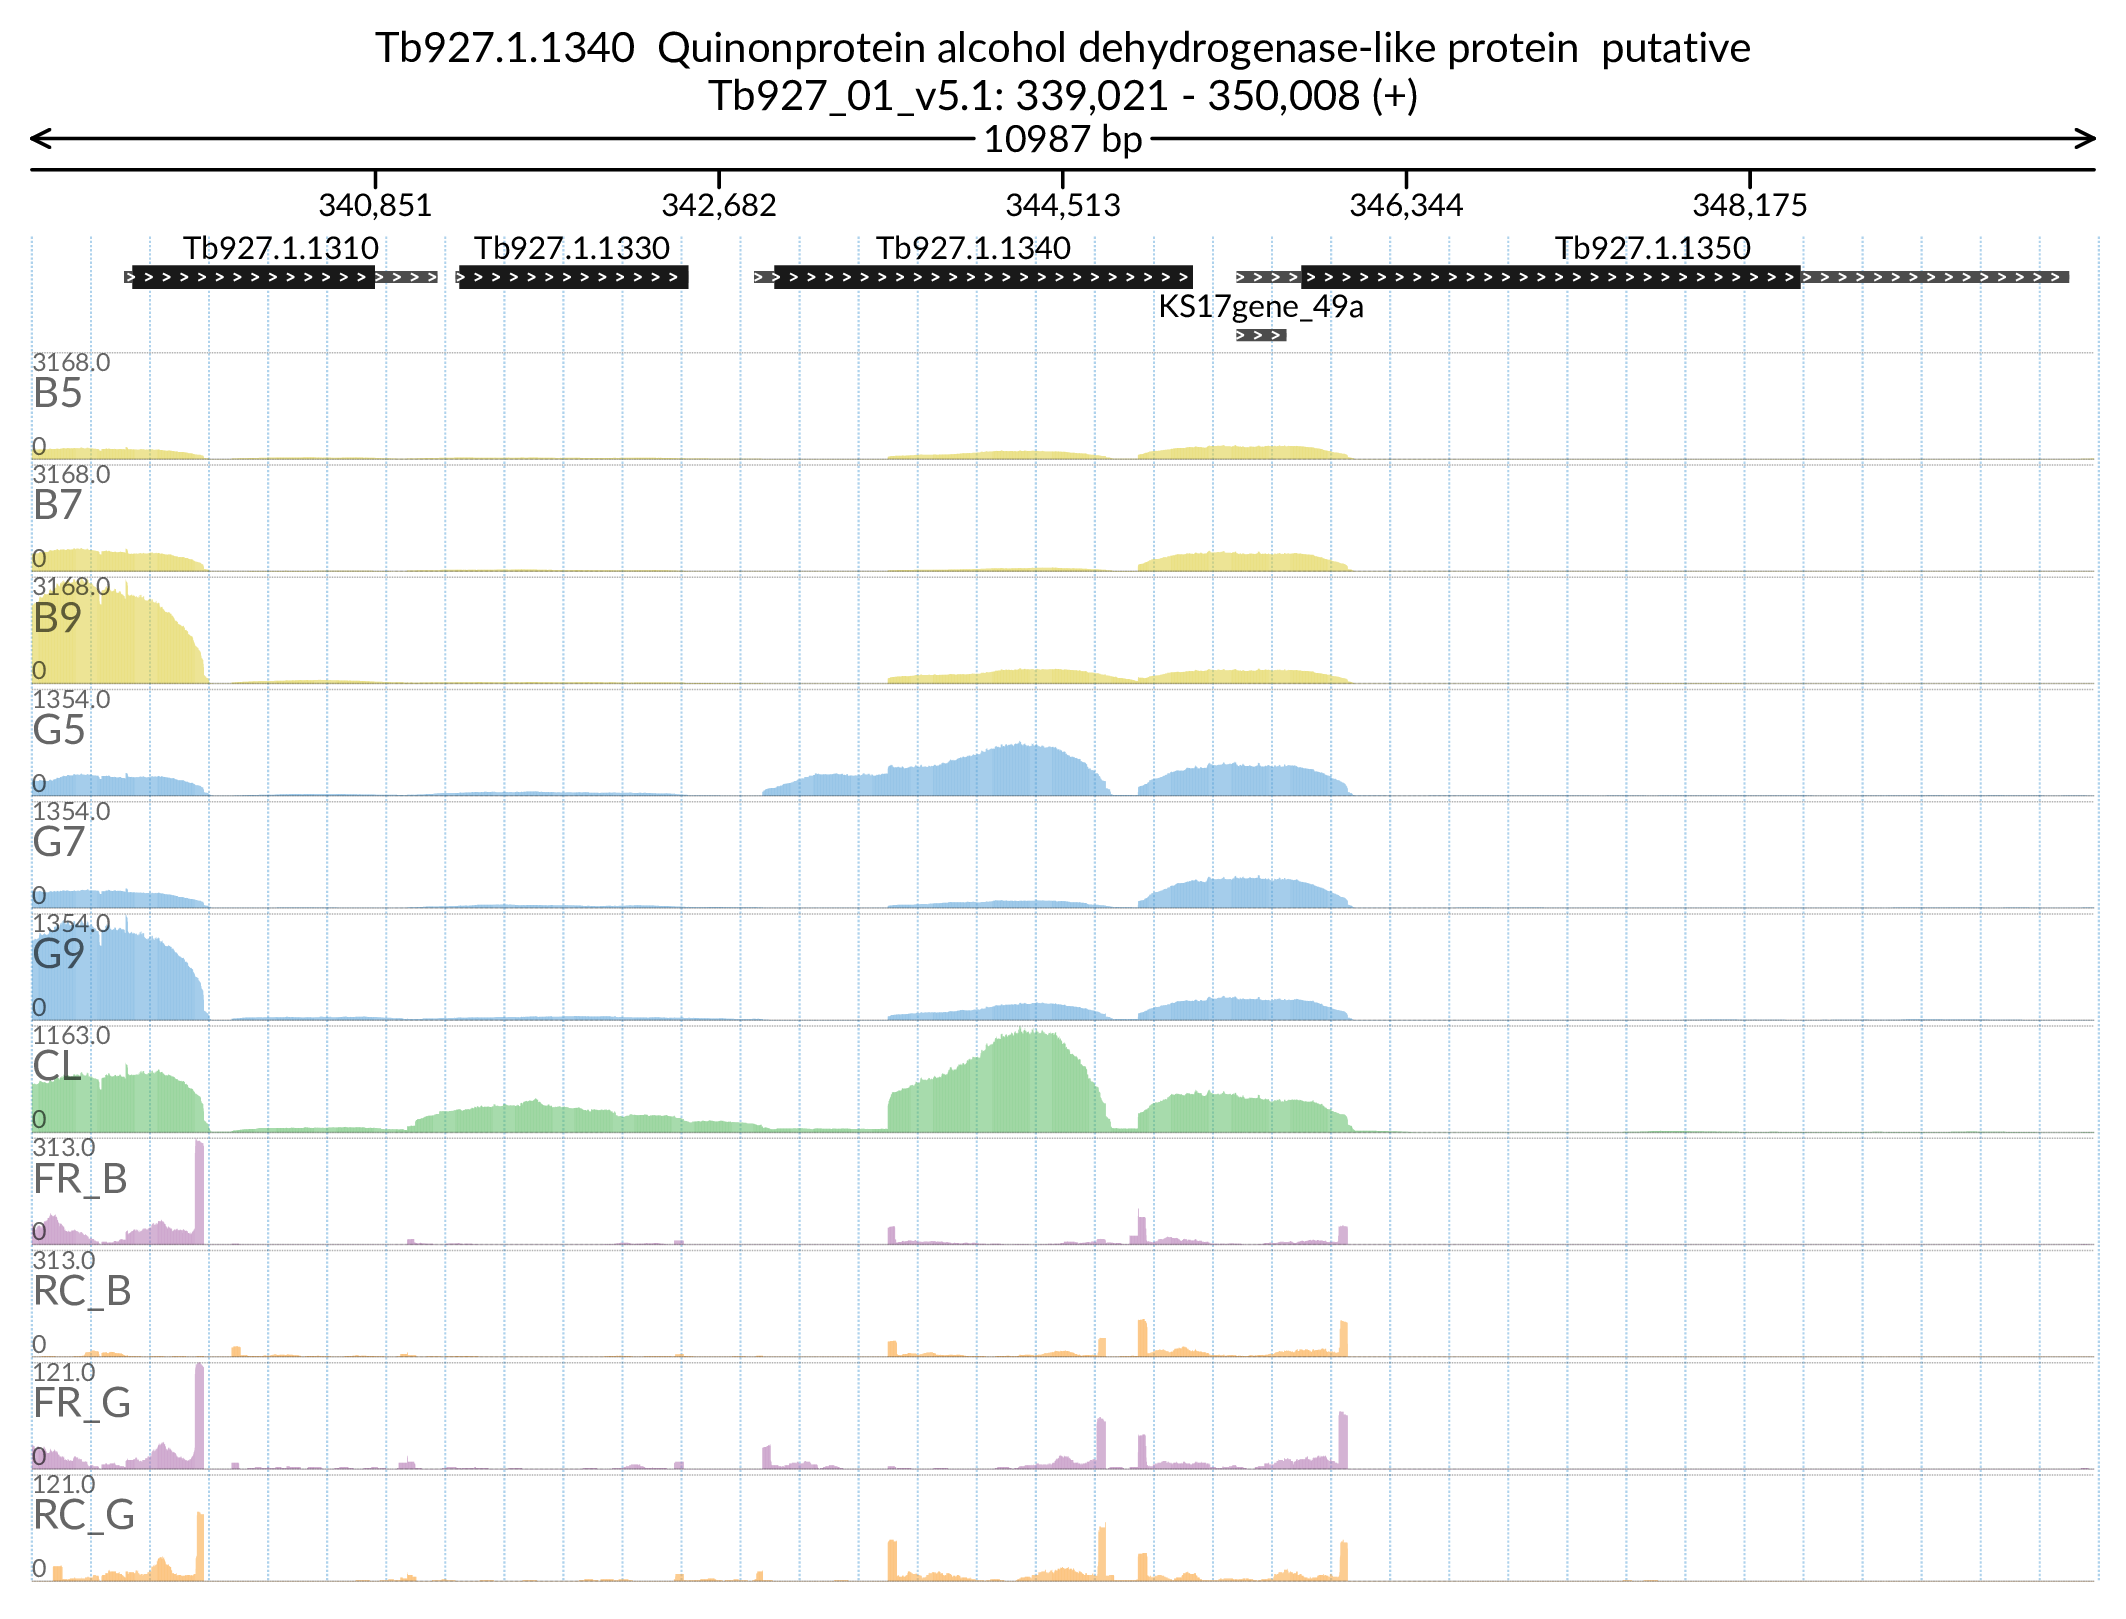 Tb927.1.1340 Quinonprotein alcohol dehydrogenase-like protein putative
Tb927_01_v5.1: 339,021 - 350,008 (+)
10987 bp
340,851 342,682 344,513 346,344 348,175
Tb927.1.1310 Tb927.1.1330 Tb927.1.1340 Tb927.1.1350
KS17gene_49a
3168.0
B5
0
3168.0
B7
0
3168.0
B9
0
1354.0
G5
0
1354.0
G7
0
1354.0
G9
0
1163.0
CL
0
313.0
FR_B
0
313.0
RC_B
0
121.0
FR_G
0
121.0
RC_G
0